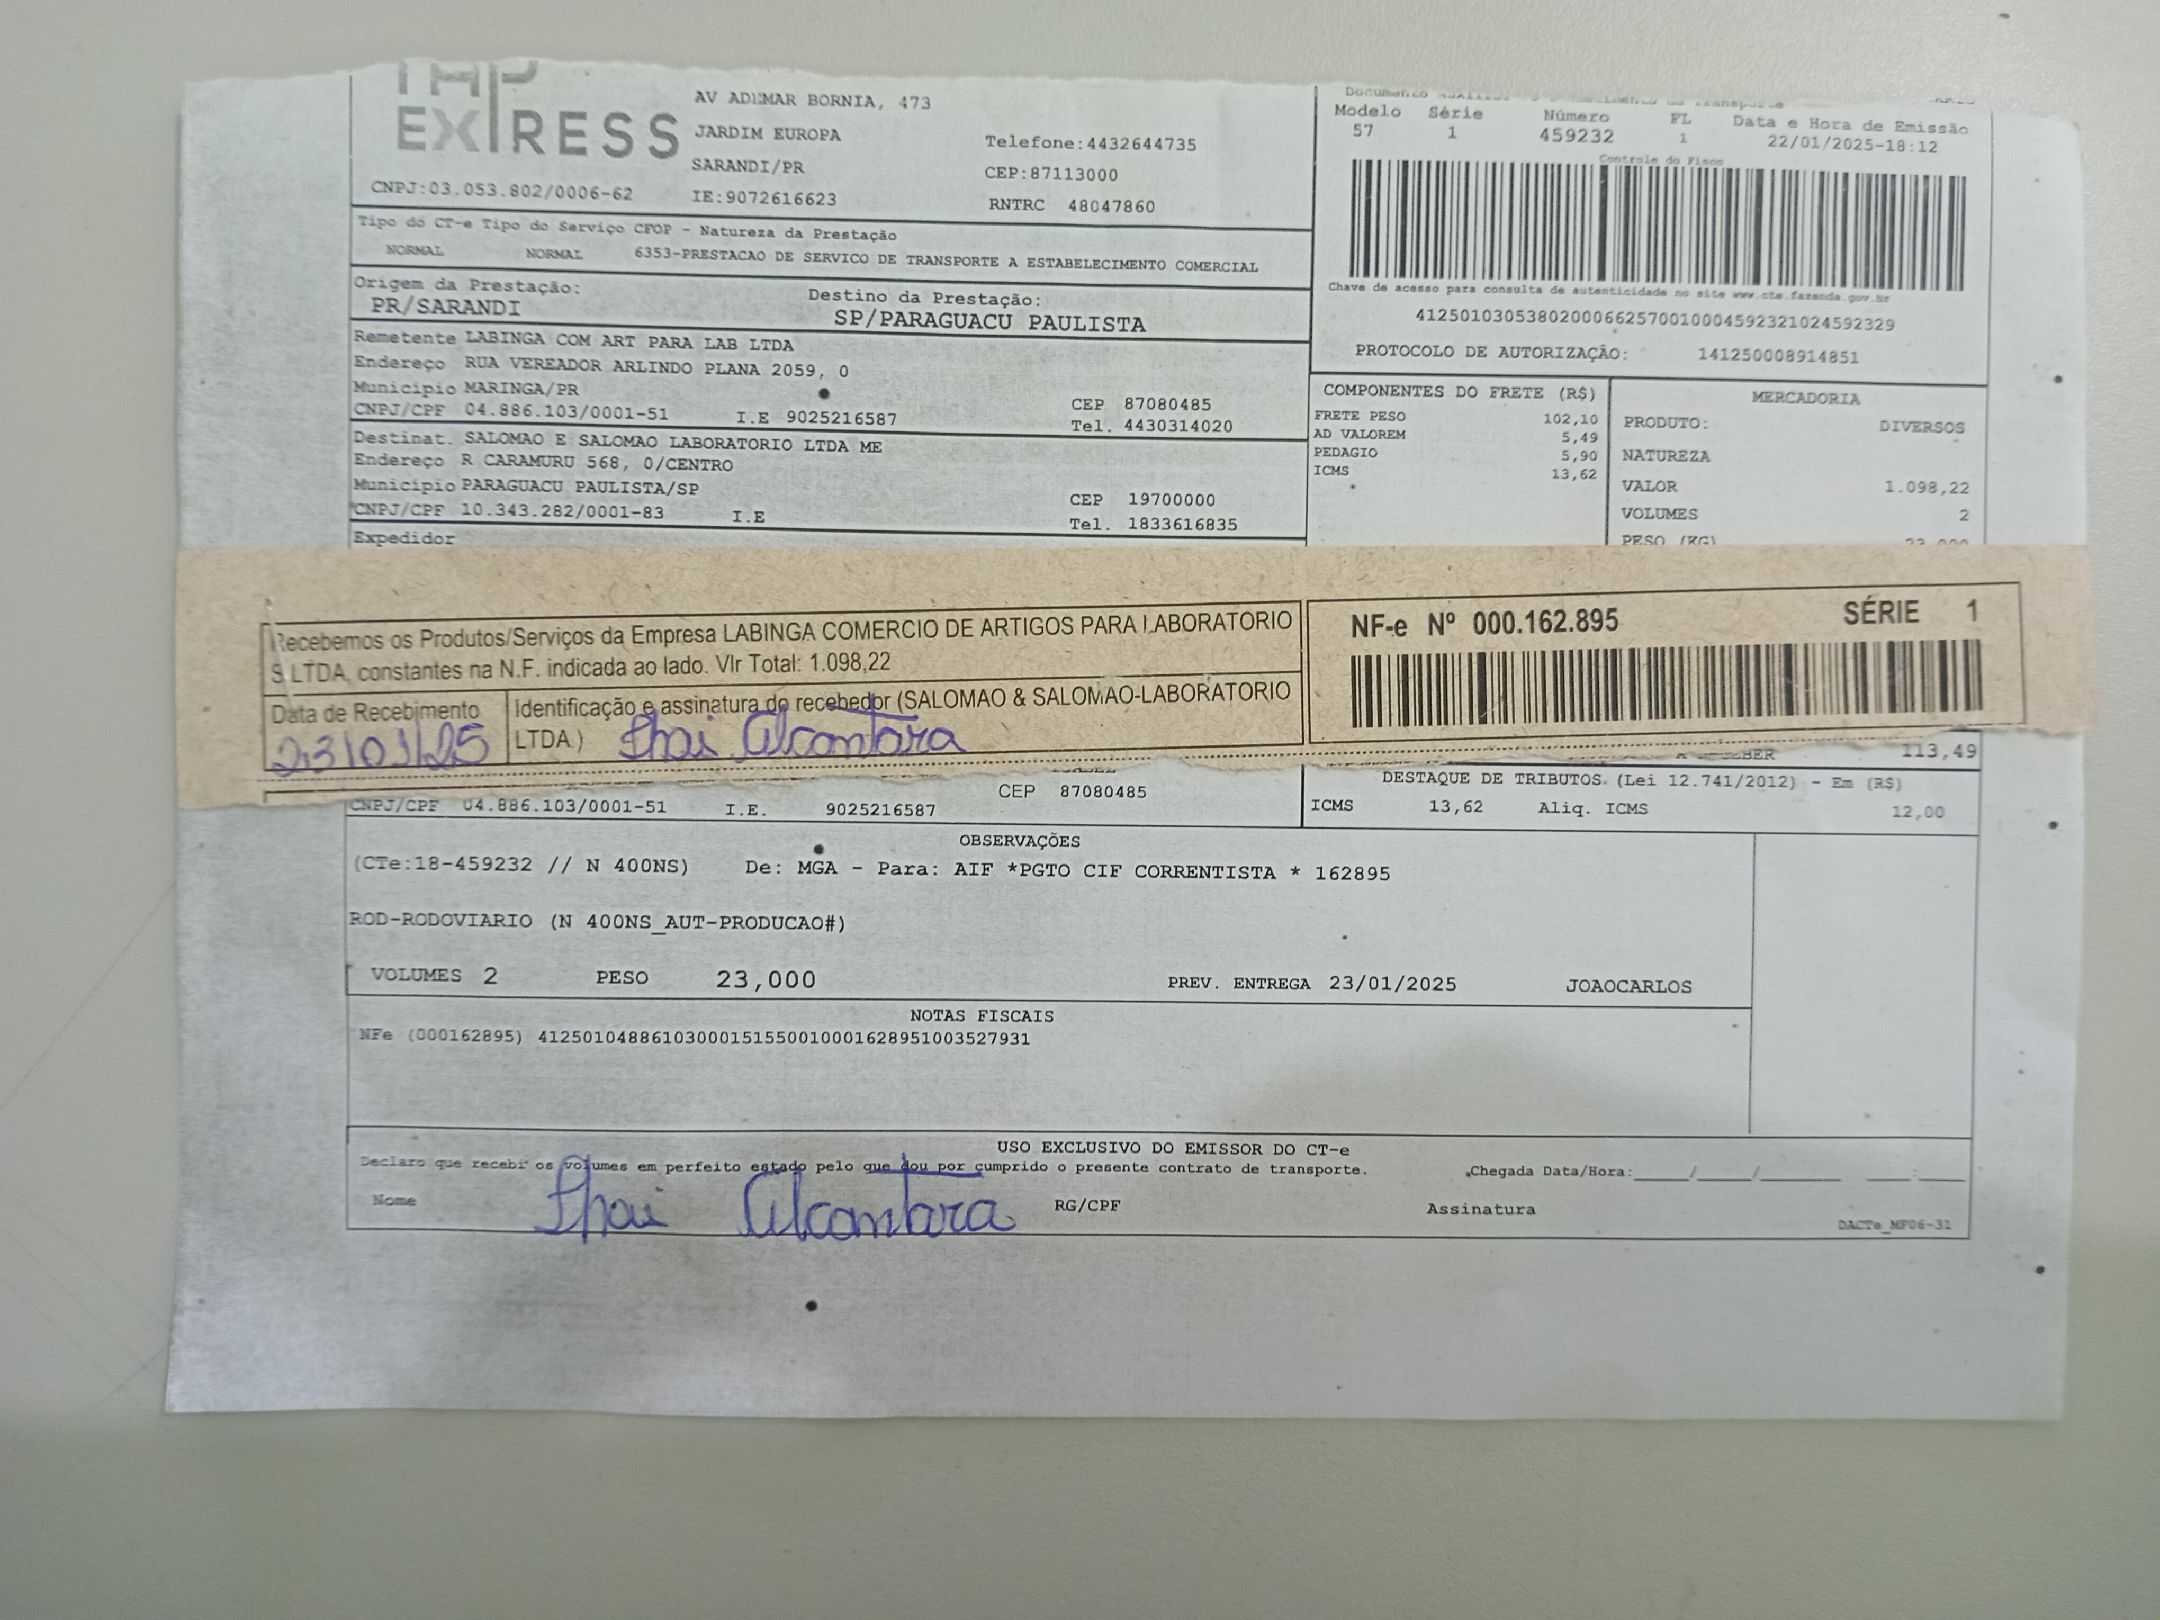 EXPRESS
AV ADEMAR BORNIA, 473
JARDIM EUROPA
SARANDI/PR
CNPJ:03.053.802/0006-62
IE:9072616623
Telefone:4432644735
CEP:87113000
RNTRC 48047860
Modelo Série Número FL Data e Hora de Emissão
57 1 459232 1 22/01/2025-18:12
Controle do Fisco
Chave de acesso para consulta de autenticidade no site www.cte.fazenda.gov.br
41250103053802000662570010004592321024592329
PROTOCOLO DE AUTORIZAÇÃO: 141250008914851
Tipo do CT-e Tipo do Serviço CFOP - Natureza da Prestação
NORMAL NORMAL 6353-PRESTACAO DE SERVICO DE TRANSPORTE A ESTABELECIMENTO COMERCIAL
Origem da Prestação: Destino da Prestação:
PR/SARANDI SP/PARAGUACU PAULISTA
Remetente LABINGA COM ART PARA LAB LTDA
Endereço RUA VEREADOR ARLINDO PLANA 2059, 0
Município MARINGA/PR CEP 87080485
CNPJ/CPF 04.886.103/0001-51 I.E 9025216587 Tel. 4430314020
Destinat. SALOMAO E SALOMAO LABORATORIO LTDA ME
Endereço R CARAMURU 568, 0/CENTRO
Município PARAGUACU PAULISTA/SP CEP 19700000
CNPJ/CPF 10.343.282/0001-83 I.E Tel. 1833616835
Expedidor
COMPONENTES DO FRETE (R$)
FRETE PESO 102,10
AD VALOREM 5,49
PEDAGIO 5,90
ICMS 13,62
MERCADORIA
PRODUTO: DIVERSOS
NATUREZA
VALOR 1.098,22
VOLUMES 2
PESO (KG)
Recebemos os Produtos/Serviços da Empresa LABINGA COMERCIO DE ARTIGOS PARA LABORATORIO
S LTDA, constantes na N.F. indicada ao lado. Vlr Total: 1.098,22
Data de Recebimento
23/01/25
Identificação e assinatura do recebedor (SALOMAO & SALOMAO-LABORATORIO
LTDA.) Thai Alcantara
NF-e Nº 000.162.895 SÉRIE 1
113,49
CEP 87080485
CNPJ/CPF 04.886.103/0001-51 I.E. 9025216587
DESTAQUE DE TRIBUTOS (Lei 12.741/2012) - Em (R$)
ICMS 13,62 Aliq. ICMS 12,00
OBSERVAÇÕES
(CTe:18-459232 // N 400NS) De: MGA - Para: AIF *PGTO CIF CORRENTISTA * 162895
ROD-RODOVIARIO (N 400NS_AUT-PRODUCAO#)
VOLUMES 2 PESO 23,000 PREV. ENTREGA 23/01/2025 JOAOCARLOS
NOTAS FISCAIS
NFe (000162895) 41250104886103000151550010001628951003527931
USO EXCLUSIVO DO EMISSOR DO CT-e
Declaro que recebi os volumes em perfeito estado pelo que dou por cumprido o presente contrato de transporte. Chegada Data/Hora:____/____/______ ____:____
Nome Thai Alcantara RG/CPF Assinatura
DACTe_MF06-31